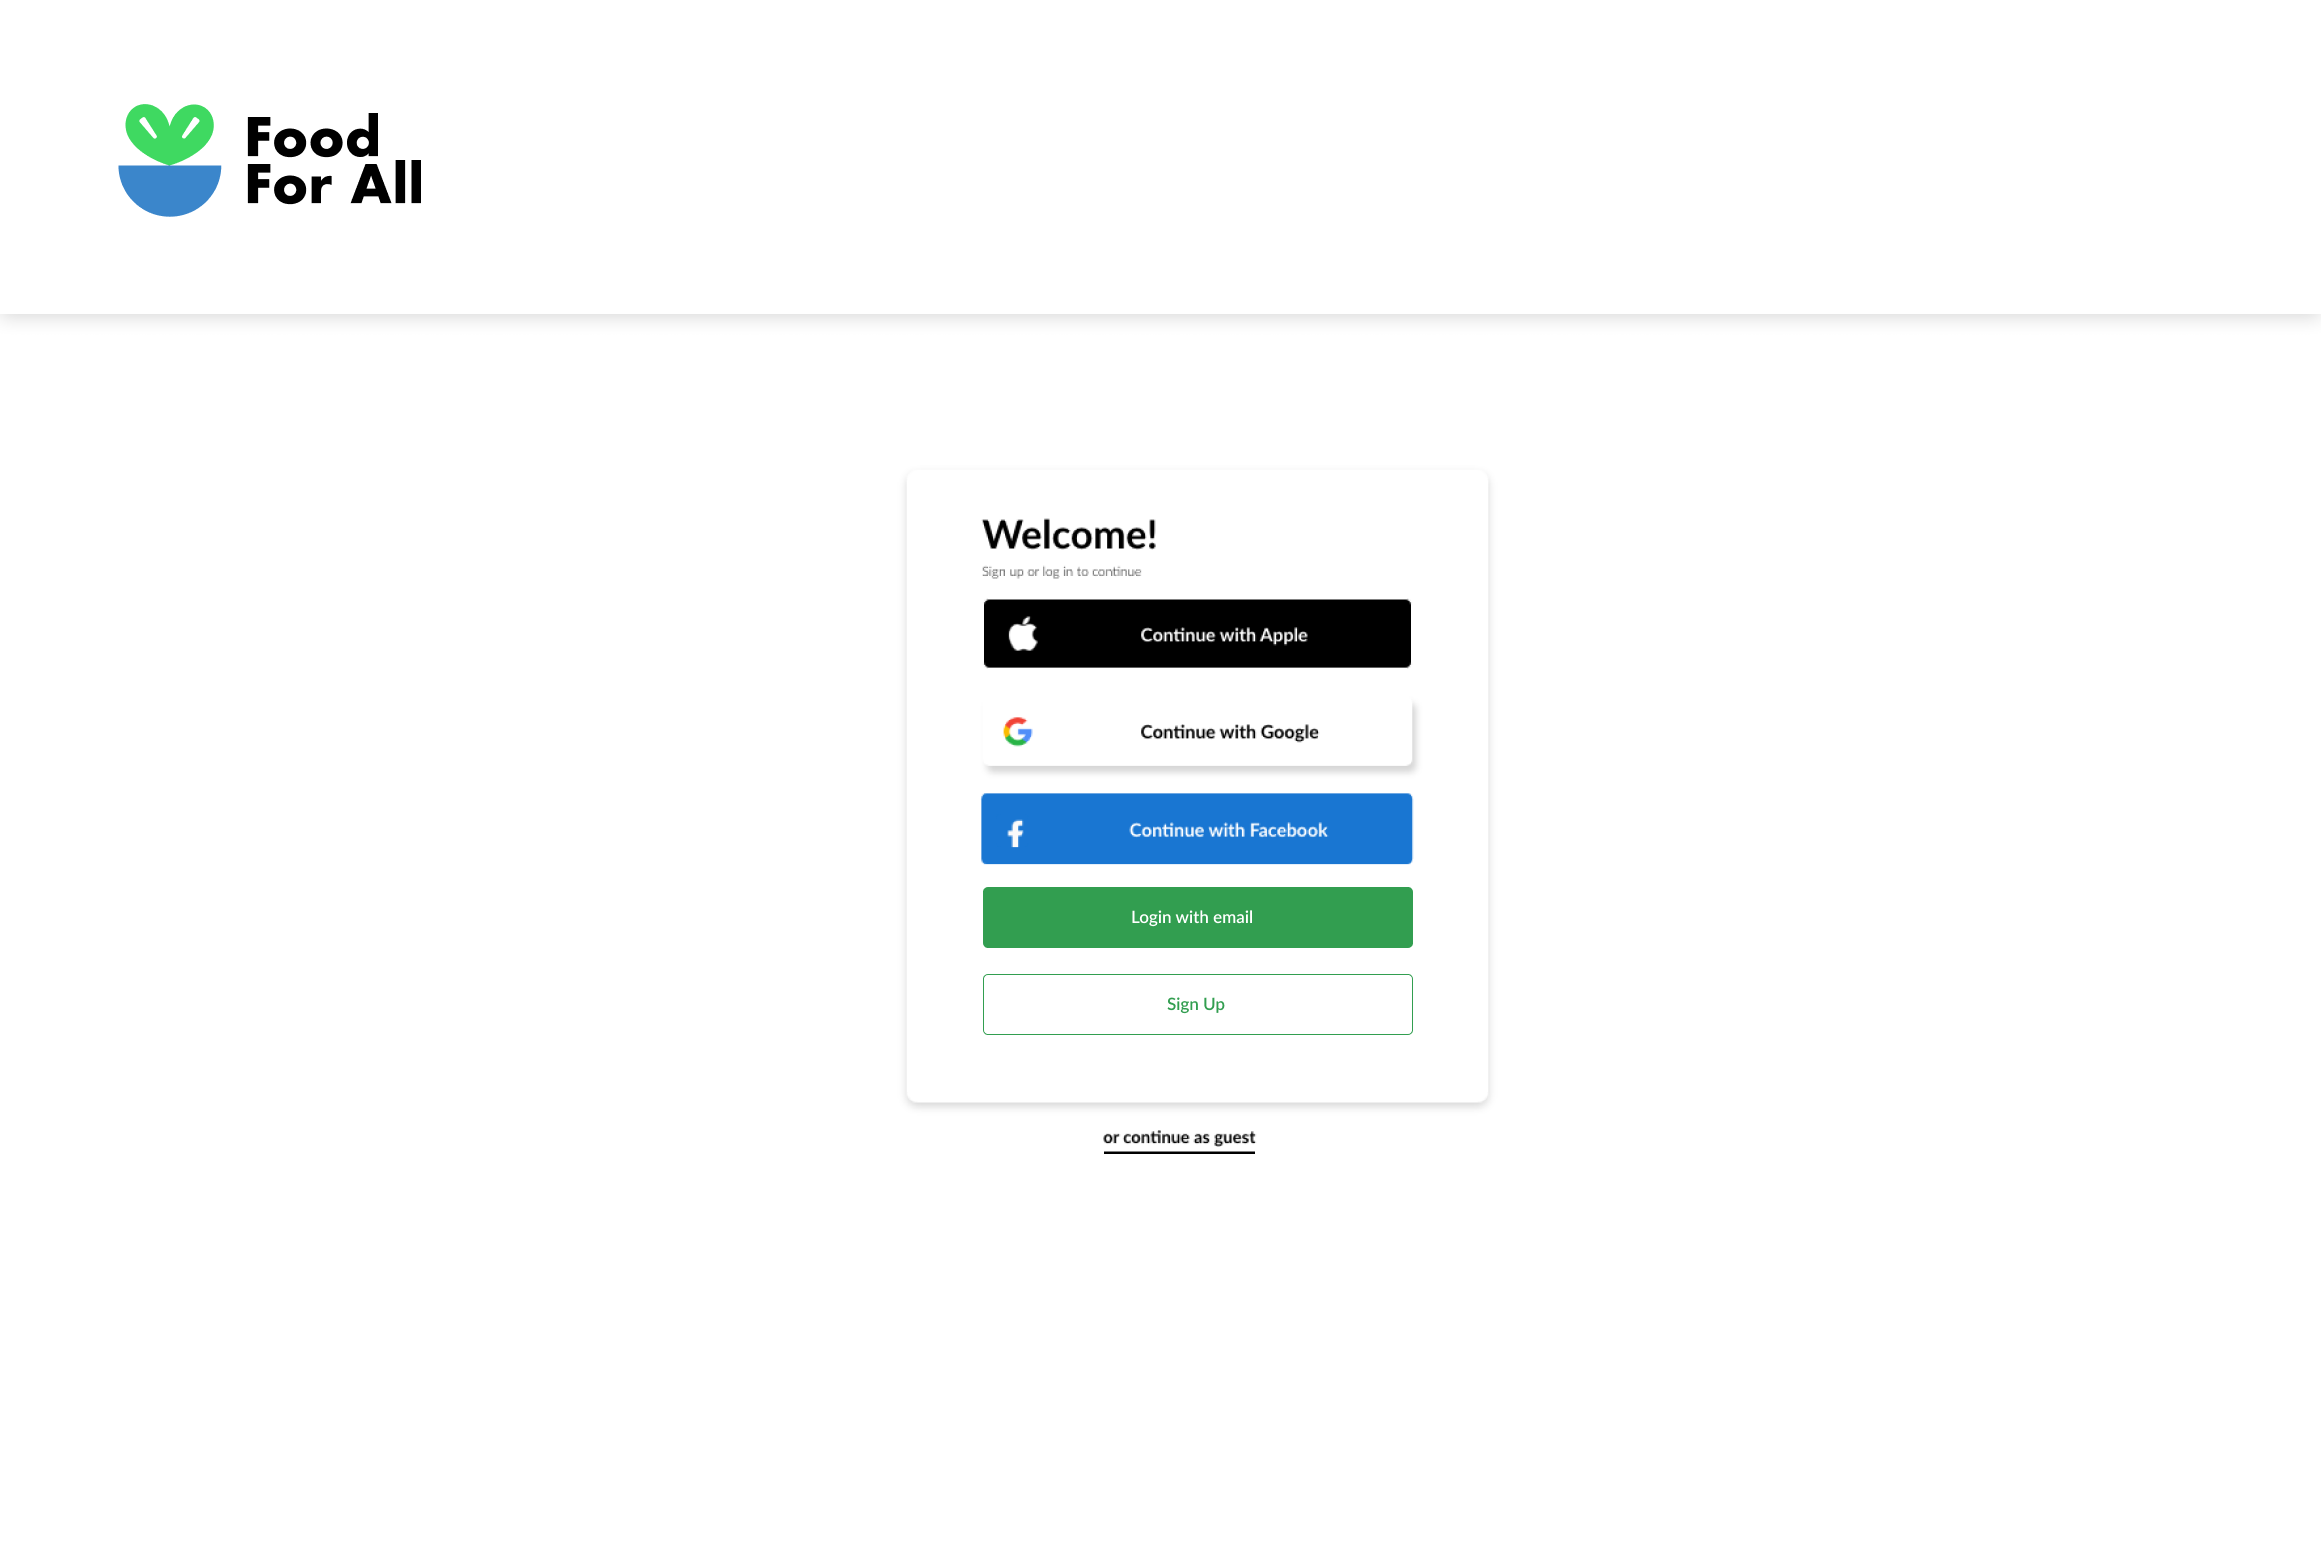 Food
For All
Welcome!
Sign up or log in to continue
Continue with Apple
Continue with Google
Continue with Facebook
Login with email
Sign Up
or continue as guest